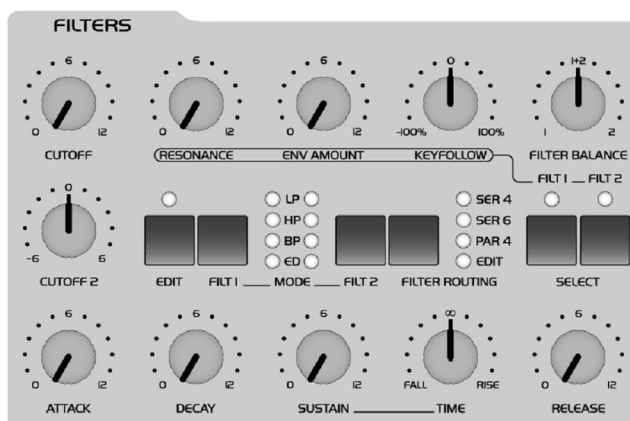 FILTERS
6 6 6 0 1+2
0 12 0 12 0 12 -100% 100% 1 2
CUTOFF RESONANCE ENV AMOUNT KEYFOLLOW FILTER BALANCE
FILT 1 FILT 2
0 LP SER 4
HP SER 6
-6 6 BP PAR 4
ED EDIT
CUTOFF 2 EDIT FILT 1 MODE FILT 2 FILTER ROUTING SELECT
6 6 6 ∞ 6
0 12 0 12 0 12 FALL RISE 0 12
ATTACK DECAY SUSTAIN TIME RELEASE